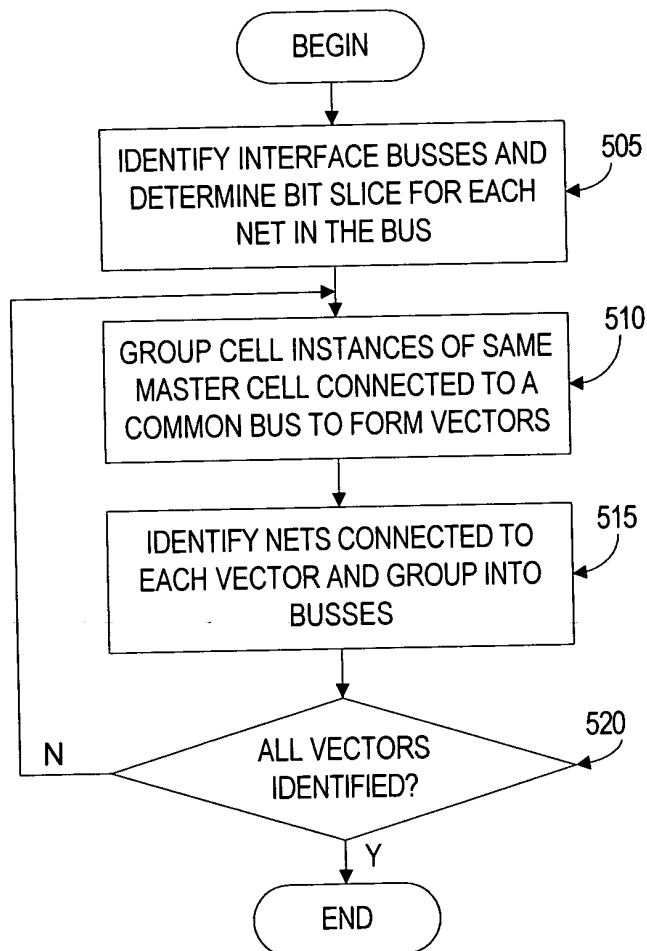 BEGIN
IDENTIFY INTERFACE BUSSES AND
DETERMINE BIT SLICE FOR EACH
NET IN THE BUS
505
GROUP CELL INSTANCES OF SAME
MASTER CELL CONNECTED TO A
COMMON BUS TO FORM VECTORS
510
IDENTIFY NETS CONNECTED TO
EACH VECTOR AND GROUP INTO
BUSSES
515
ALL VECTORS
IDENTIFIED?
520
N
Y
END